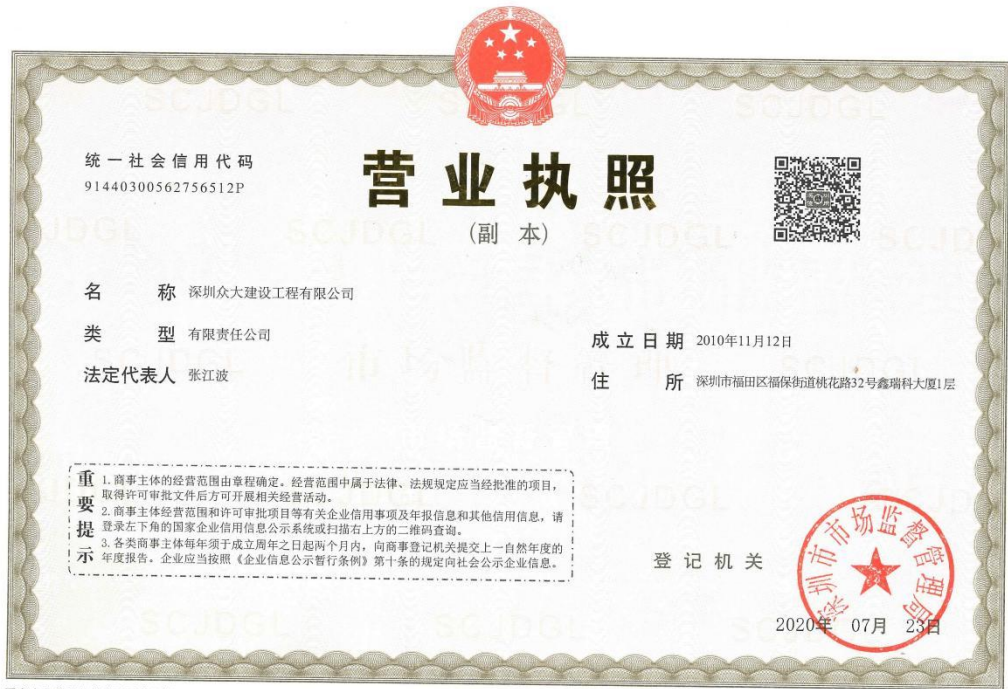 统一社会信用代码
91440300562756512P
营业执照
(副 本)
名 称 深圳众大建设工程有限公司
类 型 有限责任公司
法定代表人 张江波
成立日期 2010年11月12日
住 所 深圳市福田区福保街道桃花路32号鑫瑞科大厦1层
重要提示
1.商事主体的经营范围由章程确定。经营范围中属于法律、法规规定应当经批准的项目,
取得许可审批文件后方可开展相关经营活动。
2.商事主体经营范围和许可审批项目等有关企业信用事项及年报信息和其他信用信息,请
登录左下角的国家企业信用信息公示系统或扫描右上方的二维码查询。
3.各类商事主体每年须于成立周年之日起两个月内,向商事登记机关提交上一自然年度的
年度报告。企业应当按照《企业信息公示暂行条例》第十条的规定向社会公示企业信息。
登记机关
深圳市市场监督管理局
2020年 07月 23日
SCJDGL